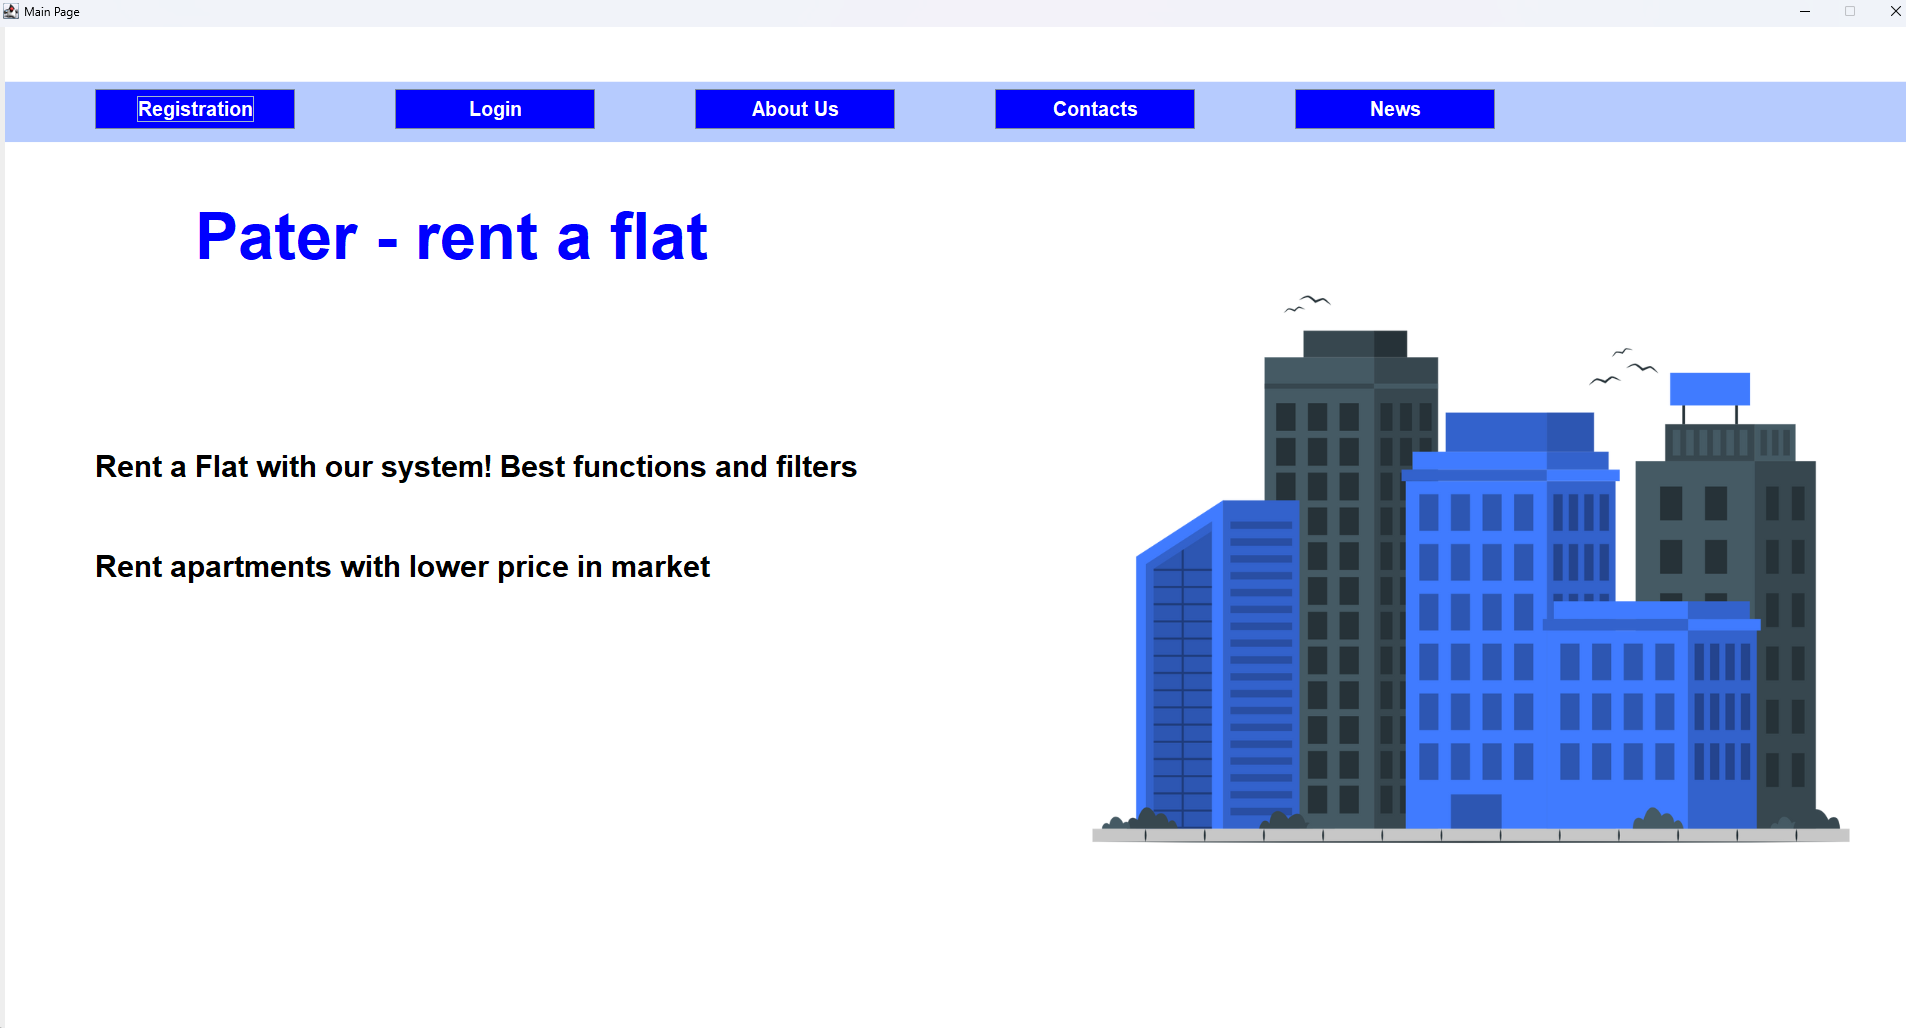 Main Page
Registration Login About Us Contacts News
Pater - rent a flat
Rent a Flat with our system! Best functions and filters
Rent apartments with lower price in market